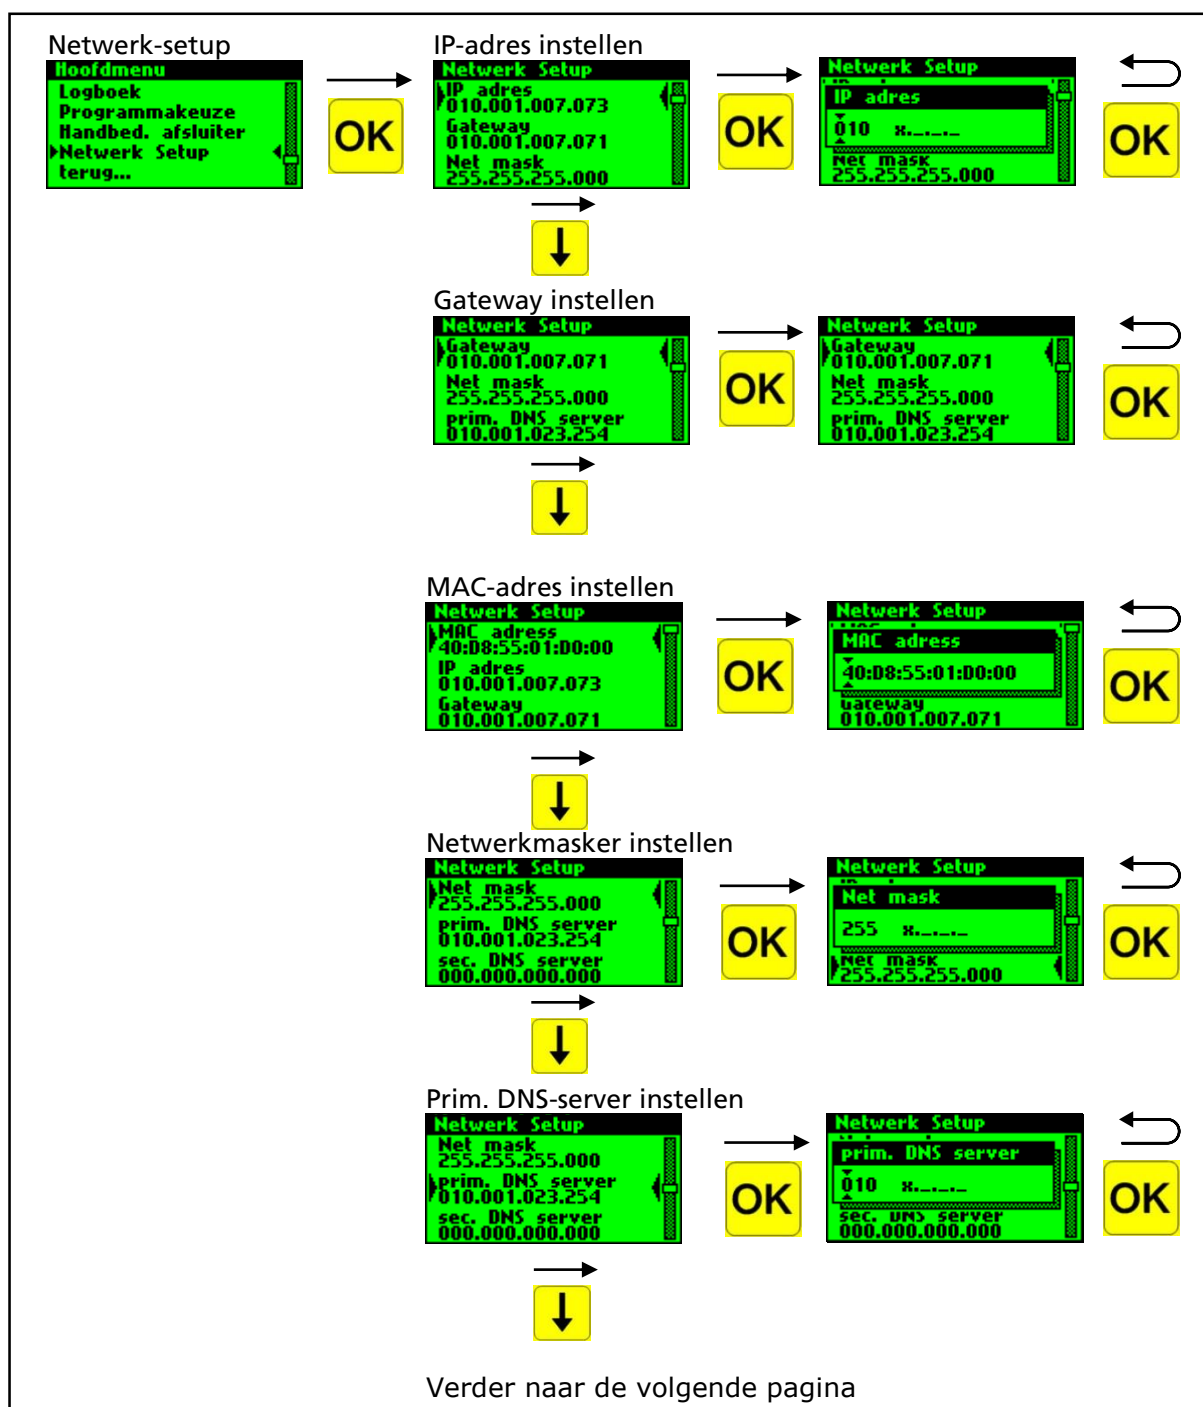 Netwerk-setup
Hoofdmenu
Logboek
Programmakeuze
Handbed. afsluiter
Netwerk Setup
terug...
OK
IP-adres instellen
Netwerk Setup
IP adres
010.001.007.073
Gateway
010.001.007.071
Net mask
255.255.255.000
OK
Netwerk Setup
IP adres
010 x._._._
Net mask
255.255.255.000
OK
Gateway instellen
Netwerk Setup
Gateway
010.001.007.071
Net mask
255.255.255.000
prim. DNS server
010.001.023.254
OK
Netwerk Setup
Gateway
010.001.007.071
Net mask
255.255.255.000
prim. DNS server
010.001.023.254
OK
MAC-adres instellen
Netwerk Setup
MAC adress
40:D8:55:01:D0:00
IP adres
010.001.007.073
Gateway
010.001.007.071
OK
Netwerk Setup
MAC adress
40:D8:55:01:D0:00
Gateway
010.001.007.071
OK
Netwerkmasker instellen
Netwerk Setup
Net mask
255.255.255.000
prim. DNS server
010.001.023.254
sec. DNS server
000.000.000.000
OK
Netwerk Setup
Net mask
255 x._._._
Net mask
255.255.255.000
OK
Prim. DNS-server instellen
Netwerk Setup
Net mask
255.255.255.000
prim. DNS server
010.001.023.254
sec. DNS server
000.000.000.000
OK
Netwerk Setup
prim. DNS server
010 x._._._
sec. DNS server
000.000.000.000
OK
Verder naar de volgende pagina